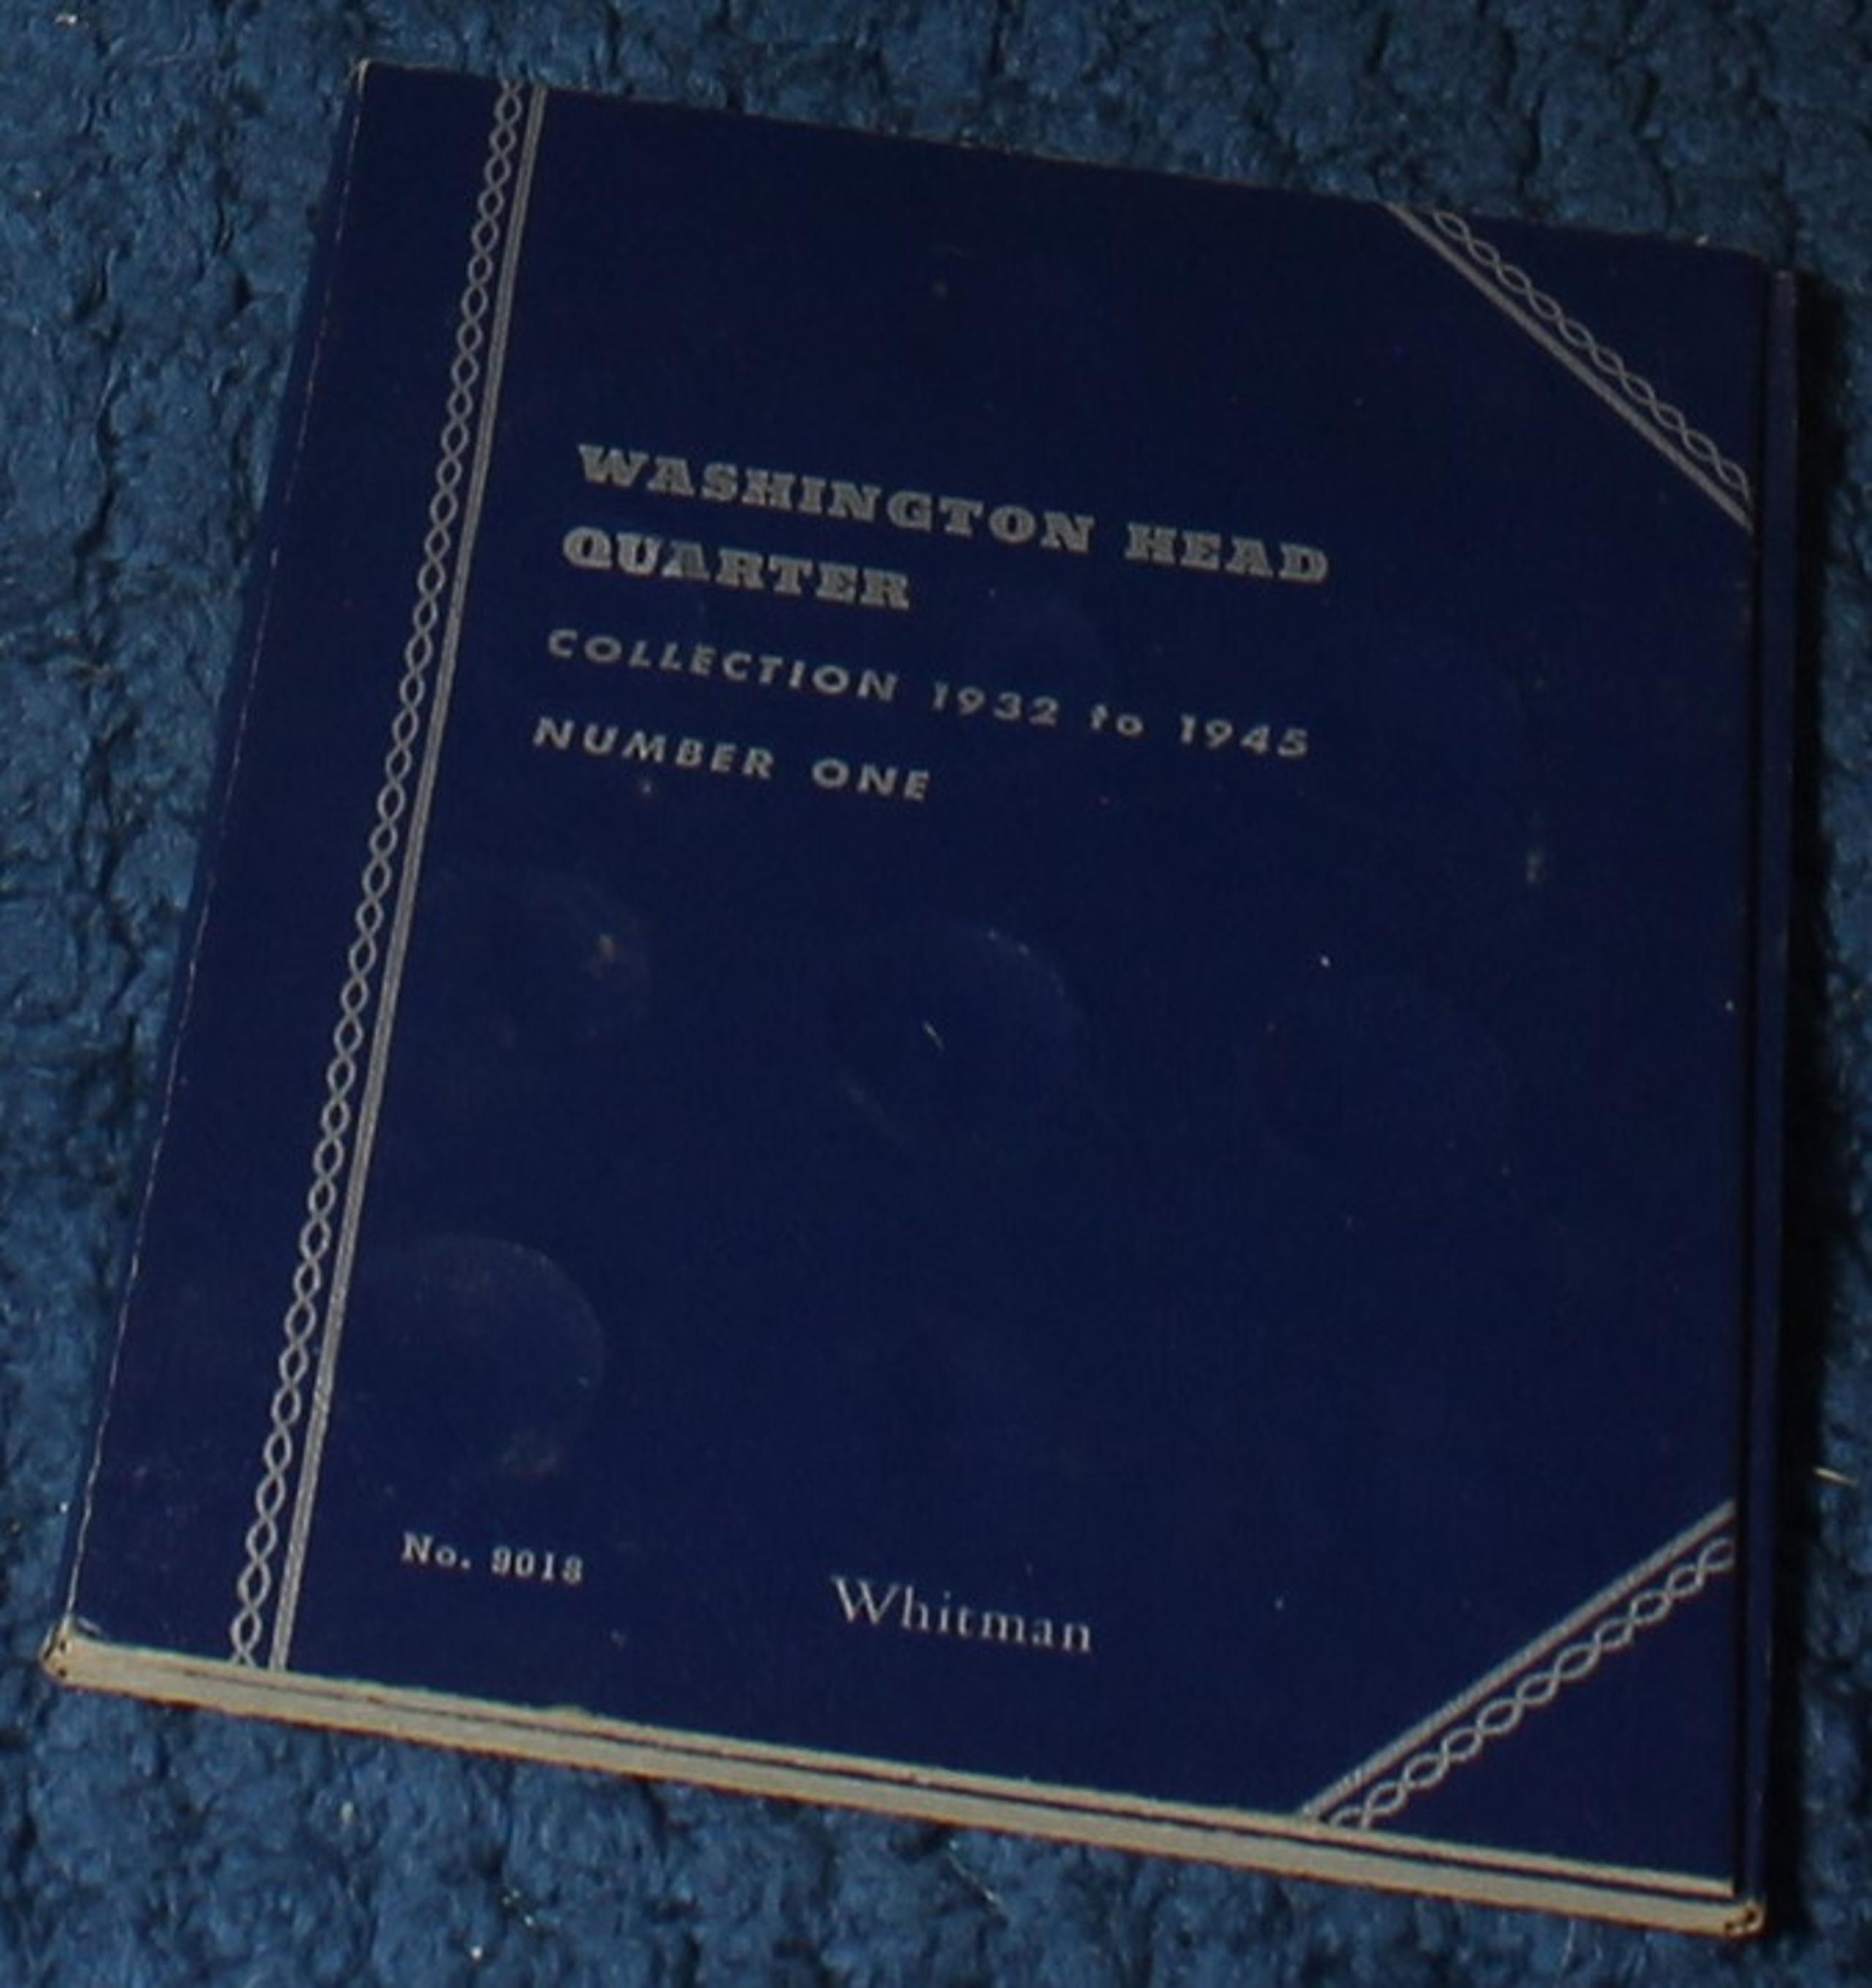 WASHINGTON HEAD
QUARTER
COLLECTION 1932 to 1945
NUMBER ONE
No. 9018
Whitman